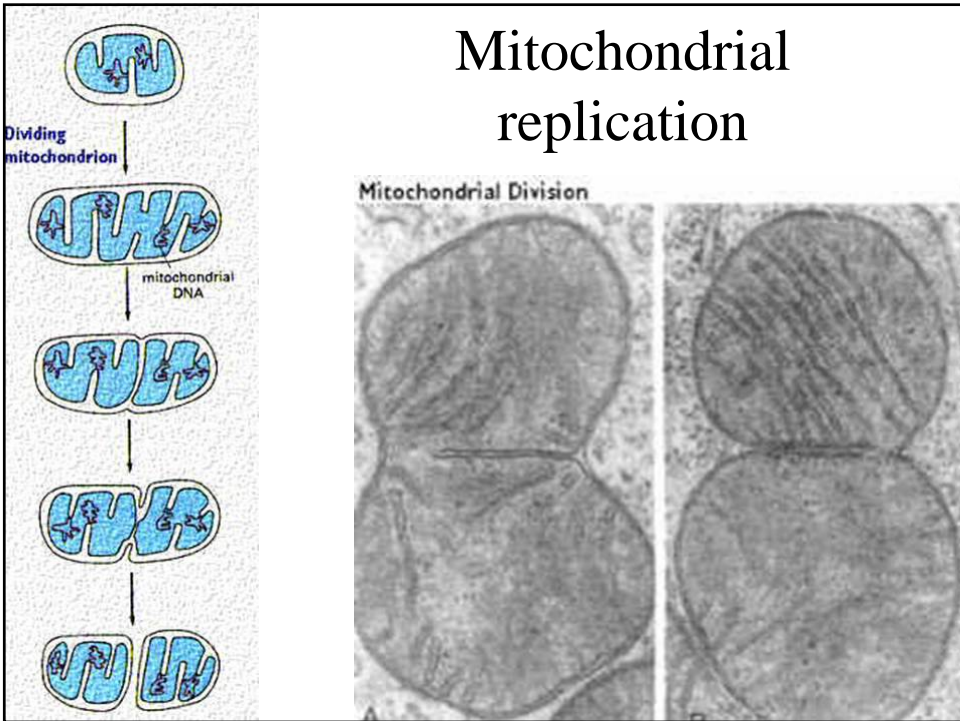 Mitochondrial
replication
Dividing
mitochondrion
mitochondrial
DNA
Mitochondrial Division